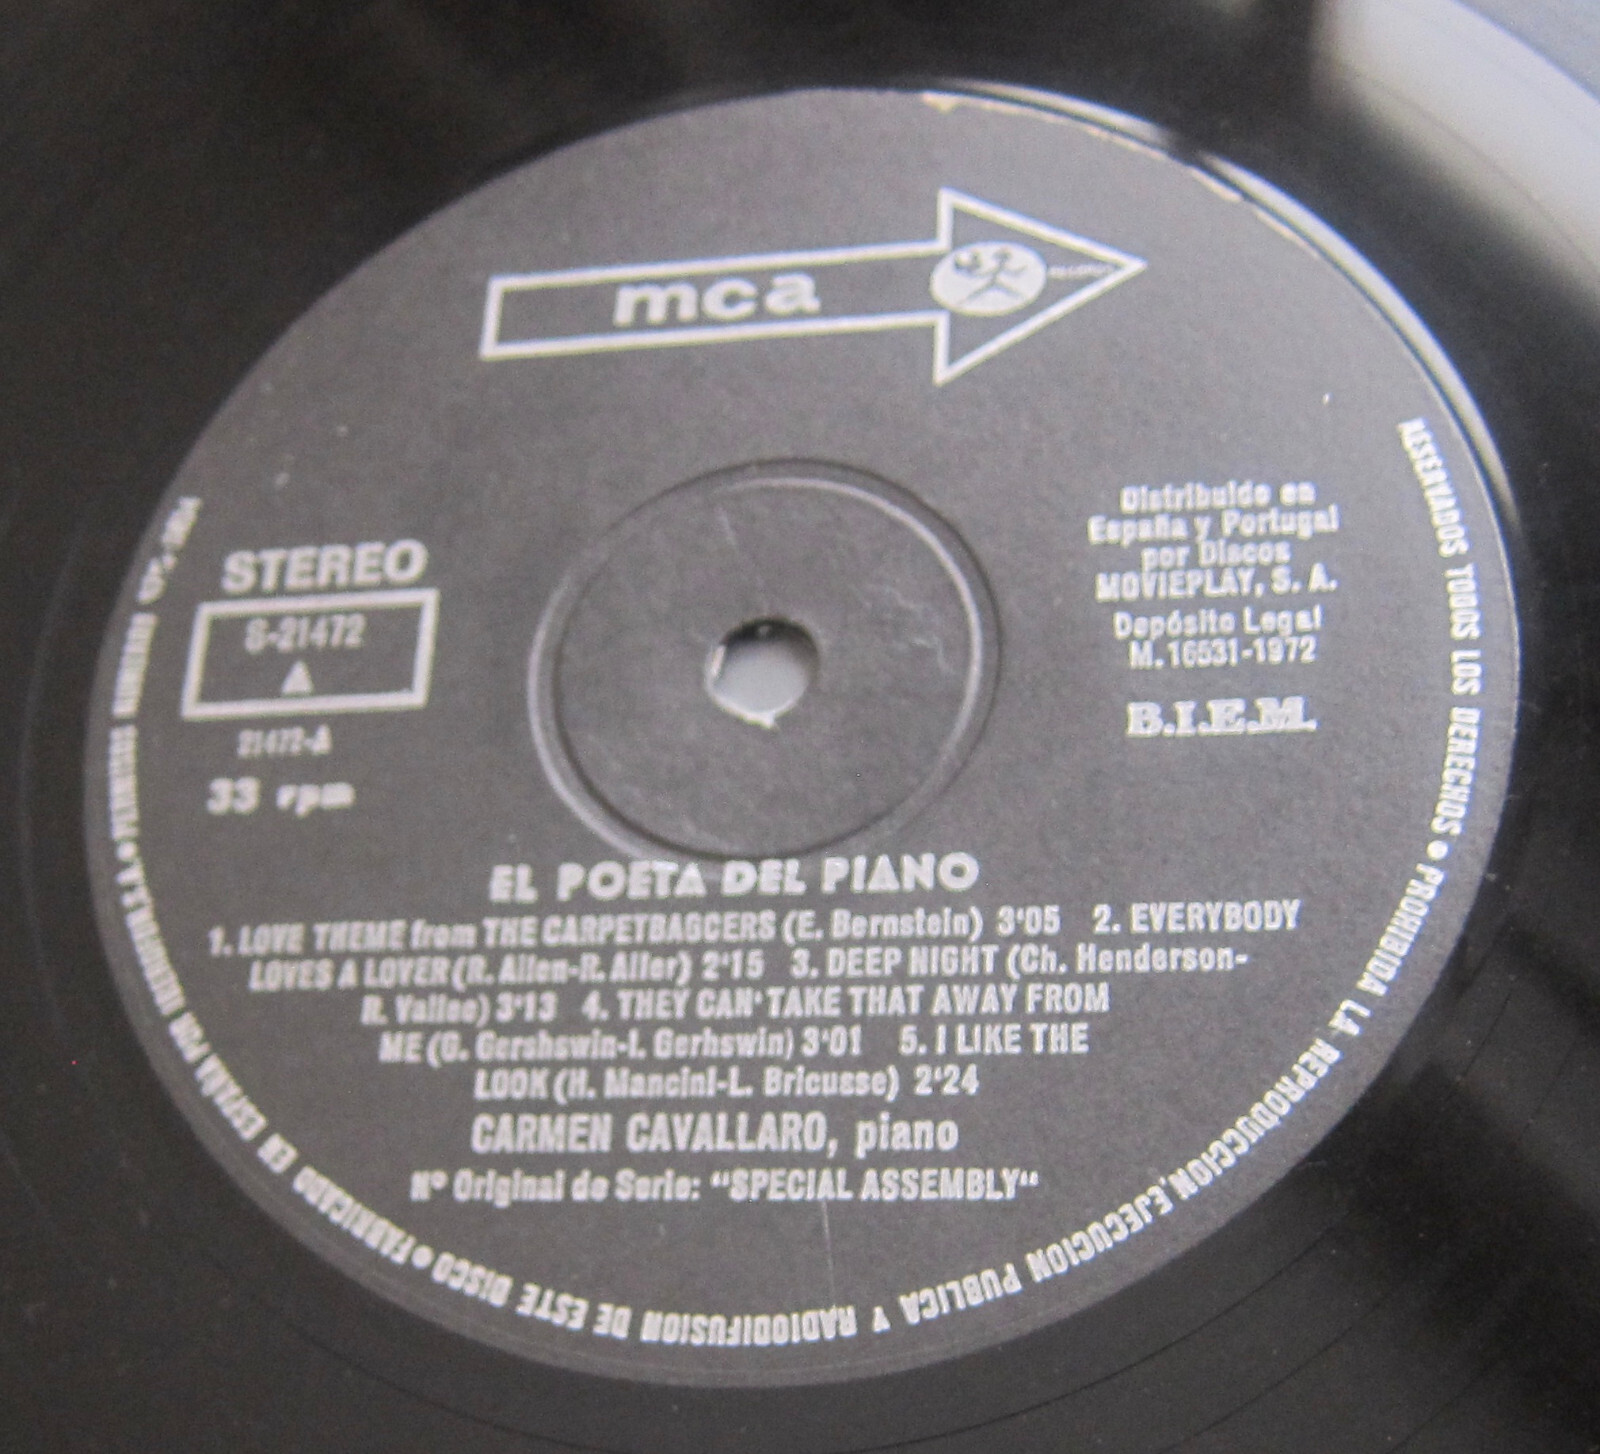 mca
STEREO
S-21472
A
21472-A
33 rpm
Distribuido en
España y Portugal
por Discos
MOVIEPLAY, S. A.
Depósito Legal
M.16531-1972
B.I.E.M.
EL POETA DEL PIANO
1. LOVE THEME from THE CARPETBAGCERS (E. Bernstein) 3'05 2. EVERYBODY
LOVES A LOVER (R. Allen-R. Aller) 2'15 3. DEEP NIGHT (Ch. Henderson-
R. Vallee) 3'13 4. THEY CAN' TAKE THAT AWAY FROM
ME (G. Gershswin-I. Gerhswin) 3'01 5. I LIKE THE
LOOK (H. Mancini-L. Bricusse) 2'24
CARMEN CAVALLARO, piano
Nº Original de Serie: "SPECIAL ASSEMBLY"
RESERVADOS TODOS LOS DERECHOS • PROHIBIDA LA REPRODUCCION, EJECUCION PUBLICA Y RADIODIFUSION DE ESTE DISCO • FABRICADO EN ESPAÑA POR